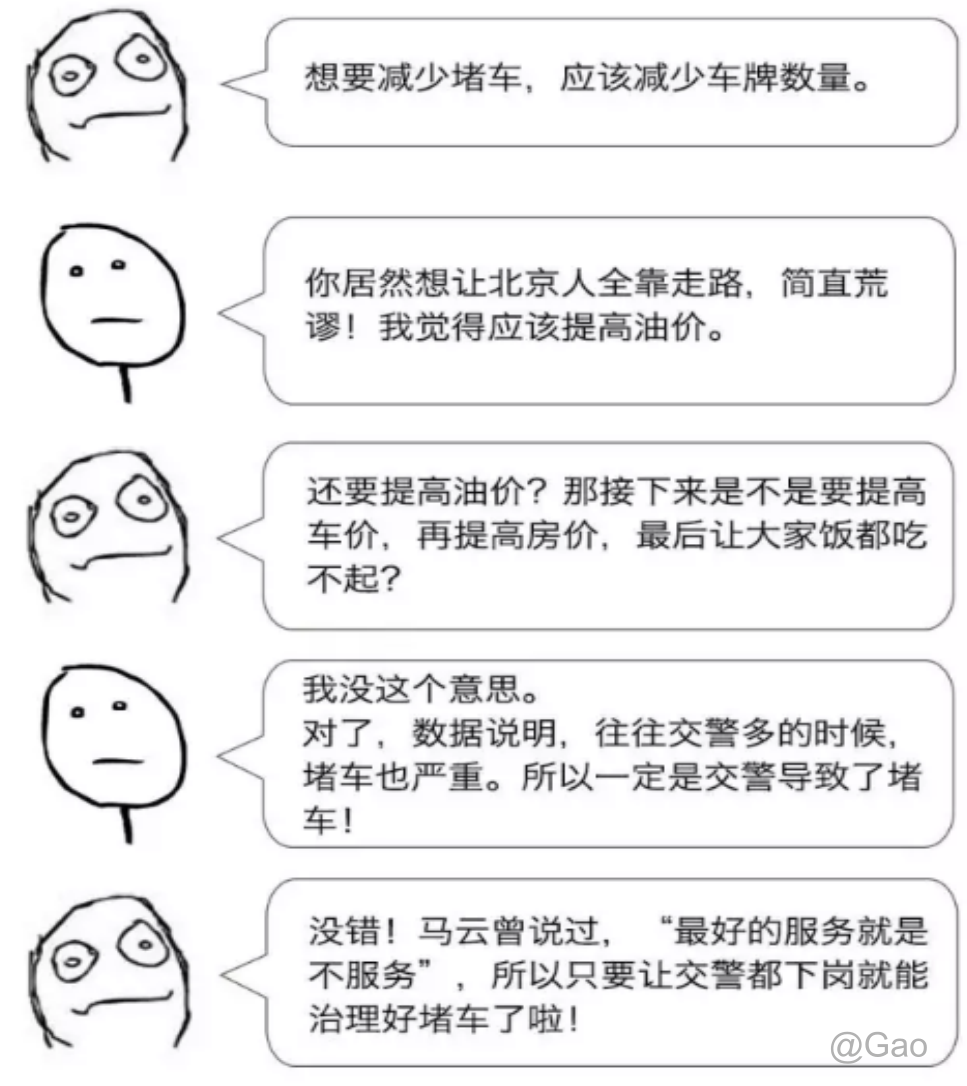 想要减少堵车，应该减少车牌数量。
你居然想让北京人全靠走路，简直荒
谬！我觉得应该提高油价。
还要提高油价？那接下来是不是要提高
车价，再提高房价，最后让大家饭都吃
不起？
我没这个意思。
对了，数据说明，往往交警多的时候，
堵车也严重。所以一定是交警导致了堵
车！
没错！马云曾说过，“最好的服务就是
不服务”，所以只要让交警都下岗就能
治理好堵车了啦！
@Gao